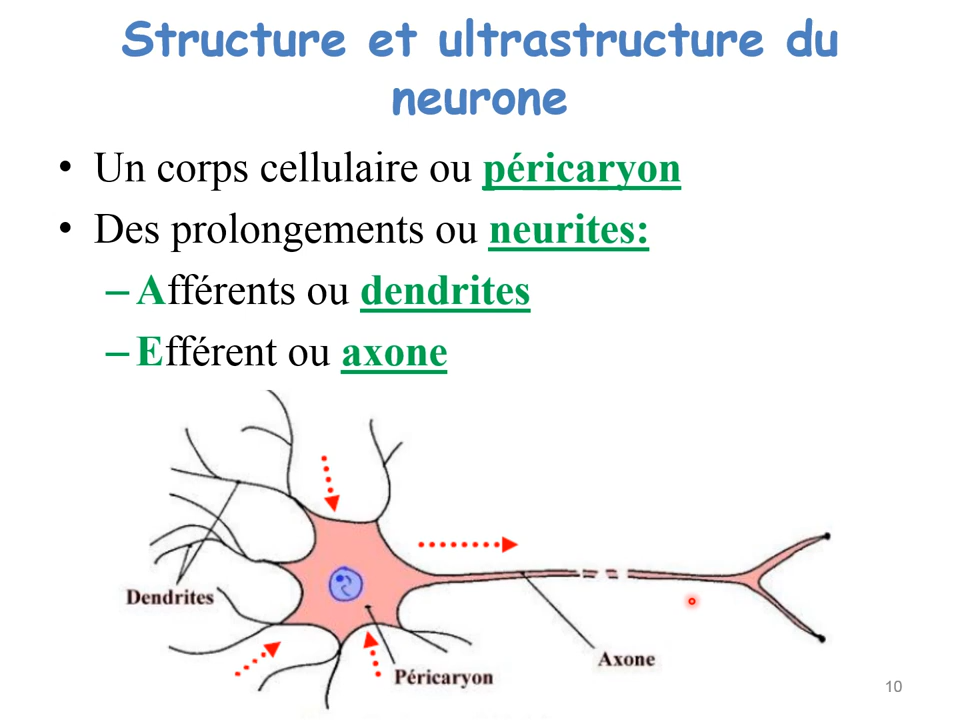 Structure et ultrastructure du
neurone
• Un corps cellulaire ou péricaryon
• Des prolongements ou neurites:
– Afférents ou dendrites
– Efférent ou axone
Dendrites
Axone
Péricaryon
10